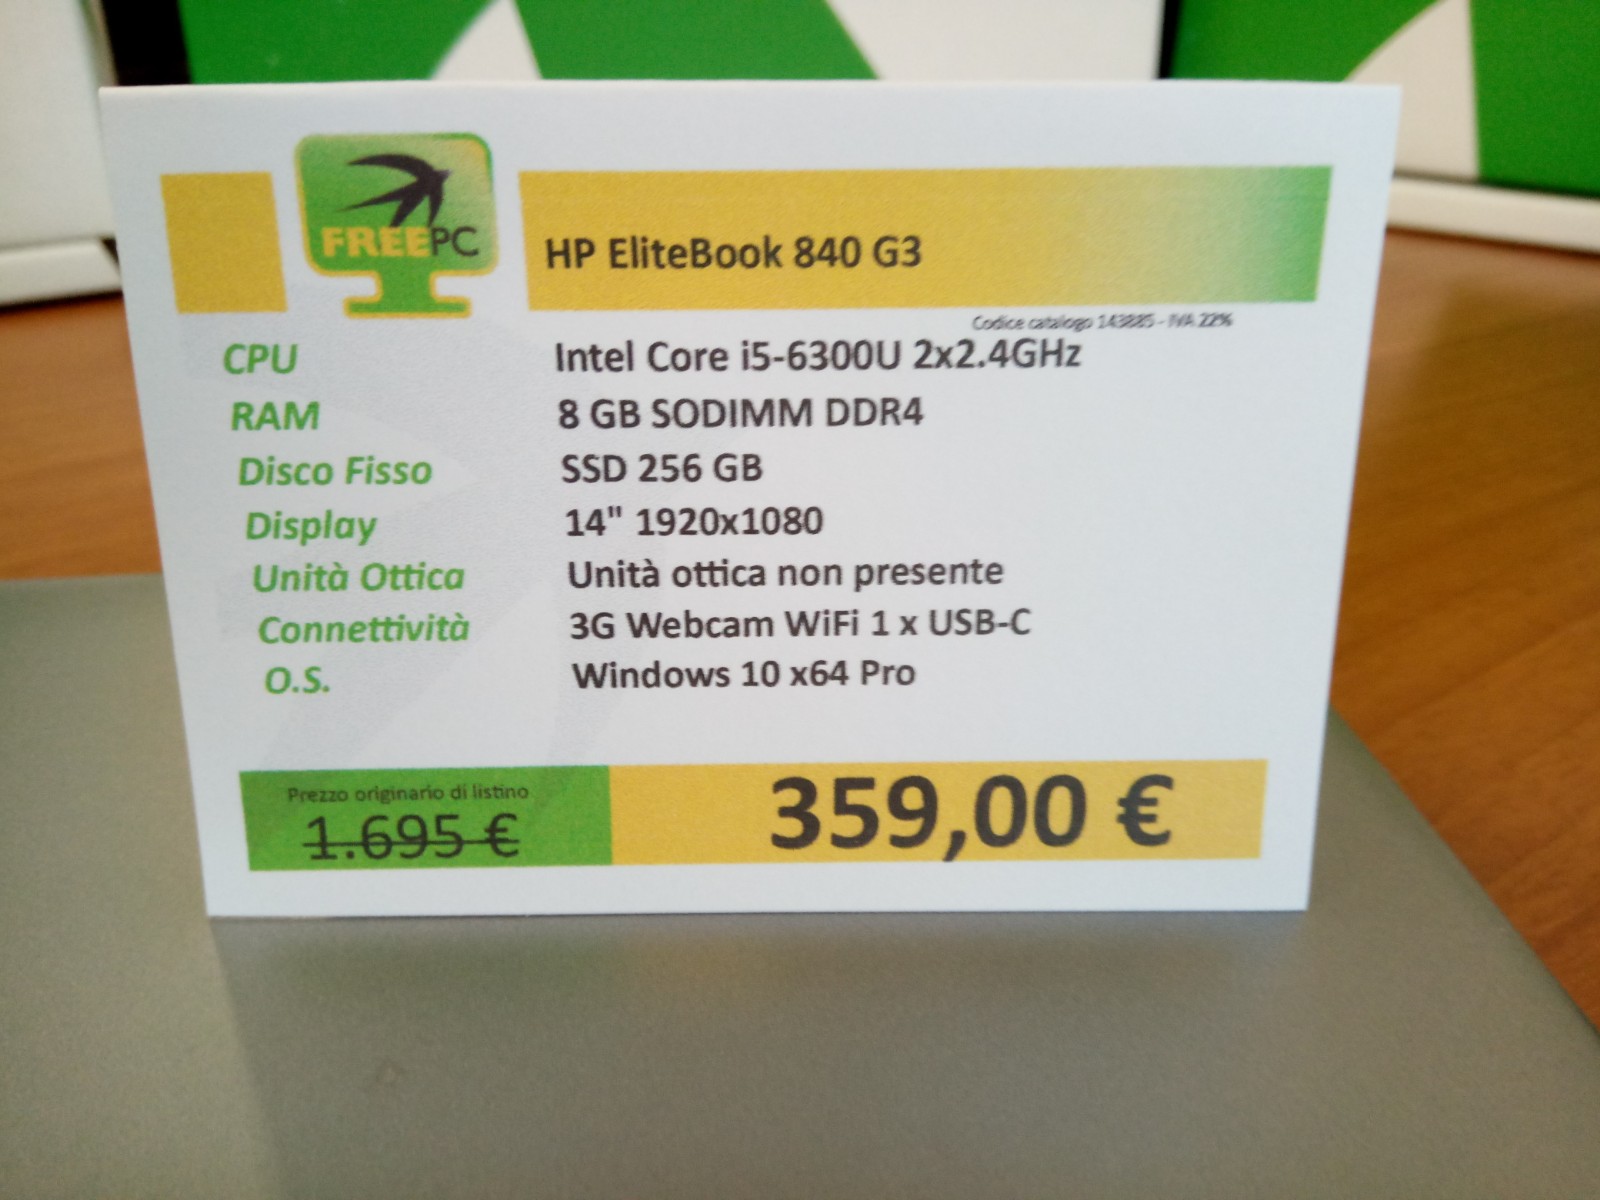 FREEPC
HP EliteBook 840 G3
Codice catalogo 143885 - IVA 22%
CPU Intel Core i5-6300U 2x2.4GHz
RAM 8 GB SODIMM DDR4
Disco Fisso SSD 256 GB
Display 14" 1920x1080
Unità Ottica Unità ottica non presente
Connettività 3G Webcam WiFi 1 x USB-C
O.S. Windows 10 x64 Pro
Prezzo originario di listino
1.695 €
359,00 €